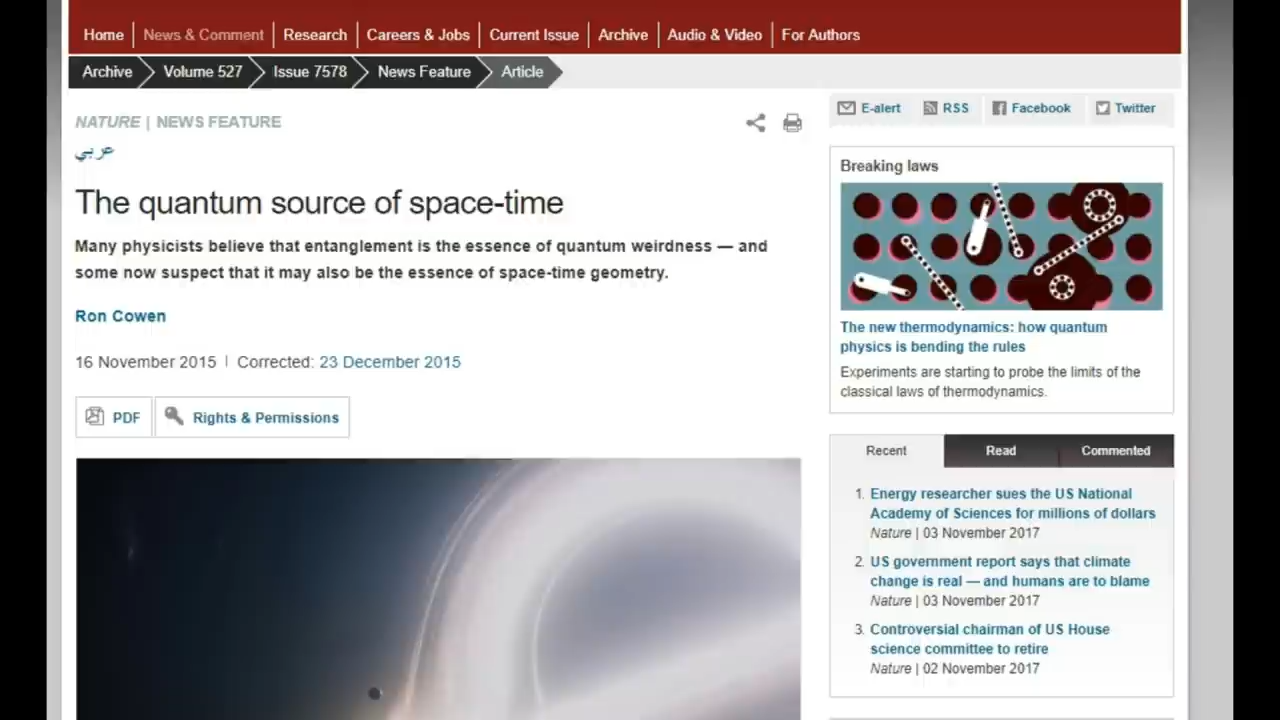 Home News & Comment Research Careers & Jobs Current Issue Archive Audio & Video For Authors
Archive Volume 527 Issue 7578 News Feature Article
NATURE | NEWS FEATURE
عربي
The quantum source of space-time
Many physicists believe that entanglement is the essence of quantum weirdness — and
some now suspect that it may also be the essence of space-time geometry.
Ron Cowen
16 November 2015 | Corrected: 23 December 2015
PDF Rights & Permissions
E-alert RSS Facebook Twitter
Breaking laws
The new thermodynamics: how quantum
physics is bending the rules
Experiments are starting to probe the limits of the
classical laws of thermodynamics.
Recent Read Commented
1. Energy researcher sues the US National
Academy of Sciences for millions of dollars
Nature | 03 November 2017
2. US government report says that climate
change is real — and humans are to blame
Nature | 03 November 2017
3. Controversial chairman of US House
science committee to retire
Nature | 02 November 2017